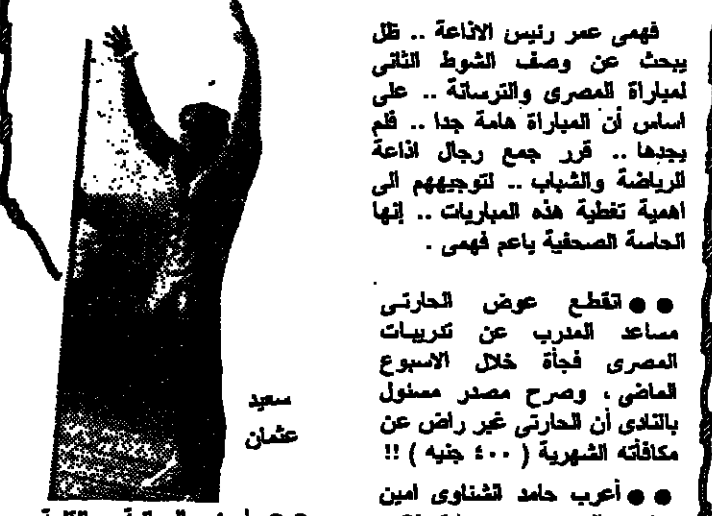 فهمى عمر رئيس الاذاعة .. ظل
يبحث عن وصف الشوط الثانى
لمباراة المصرى والترسانة .. على
اساس أن المباراة هامة جدا .. فلم
يجدها .. قرر جمع رجال اذاعة
الرياضة والشباب .. لتوجيههم الى
اهمية تغطية هذه المباريات .. إنها
الحاسة الصحفية ياعم فهمى .
●● انقطع عوض الحارتى
مساعد المدرب عن تدريبات
المصرى فجأة خلال الاسبوع
الماضى ، وصرح مصدر مسئول
بالنادى أن الحارتى غير راض عن
مكافأته الشهرية ( ٤٠٠ جنيه ) !!
●● أعرب حامد الشناوى امين
سعيد
عثمان